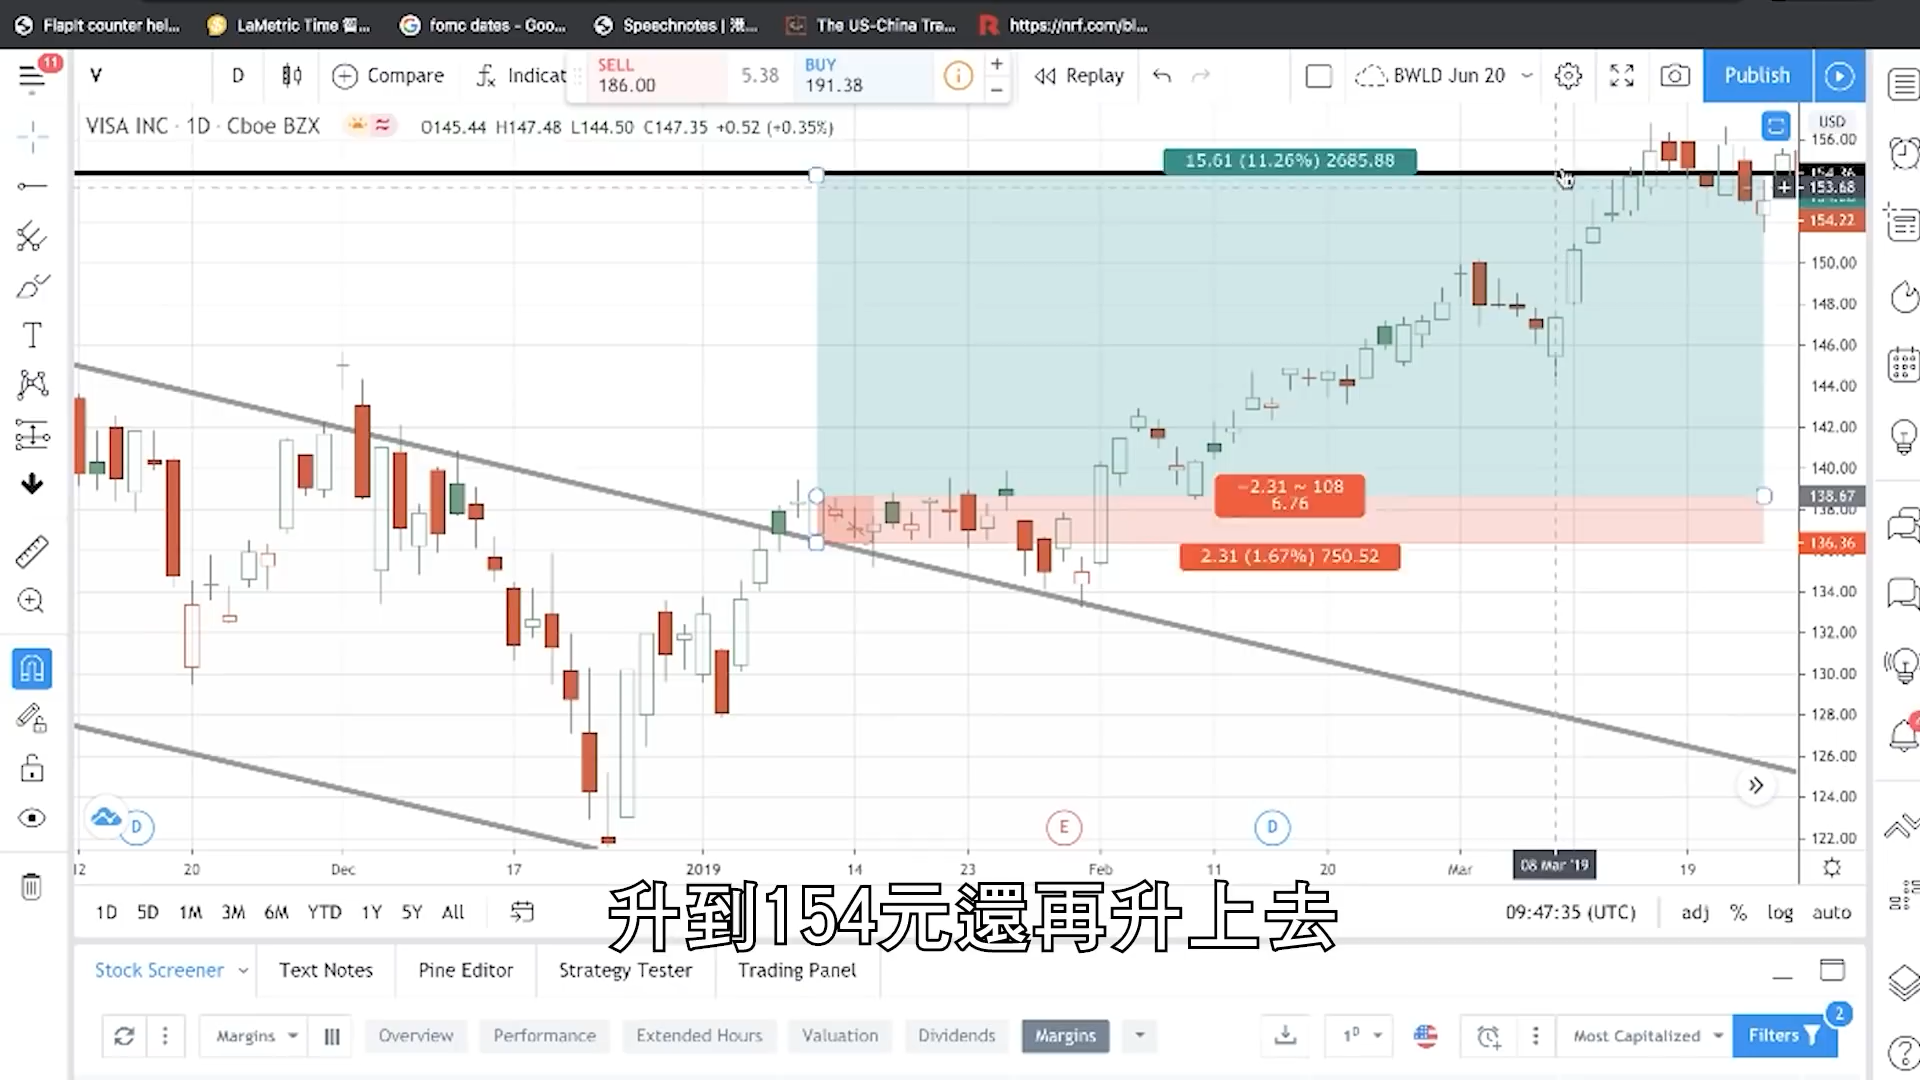 Flapit counter hel...
LaMetric Time 智...
fomc dates - Goo...
Speechnotes | 港...
The US-China Tra...
https://nrf.com/bl...
11
V
D
Compare
Indicat
SELL
186.00
5.38
BUY
191.38
Replay
BWLD Jun 20
Publish
VISA INC · 1D · Cboe BZX
O145.44 H147.48 L144.50 C147.35 +0.52 (+0.35%)
15.61 (11.26%) 2685.88
-2.31 ~ 108
6.76
2.31 (1.67%) 750.52
USD
156.00
153.68
154.22
150.00
148.00
146.00
144.00
142.00
140.00
138.67
138.00
136.36
134.00
132.00
130.00
128.00
126.00
124.00
122.00
D
E
D
12
20
Dec
17
2019
14
23
Feb
11
20
Mar
08 Mar '19
19
1D 5D 1M 3M 6M YTD 1Y 5Y All
09:47:35 (UTC)
adj % log auto
升到154元還再升上去
Stock Screener
Text Notes
Pine Editor
Strategy Tester
Trading Panel
Margins
Overview
Performance
Extended Hours
Valuation
Dividends
Margins
1D
Most Capitalized
Filters
2